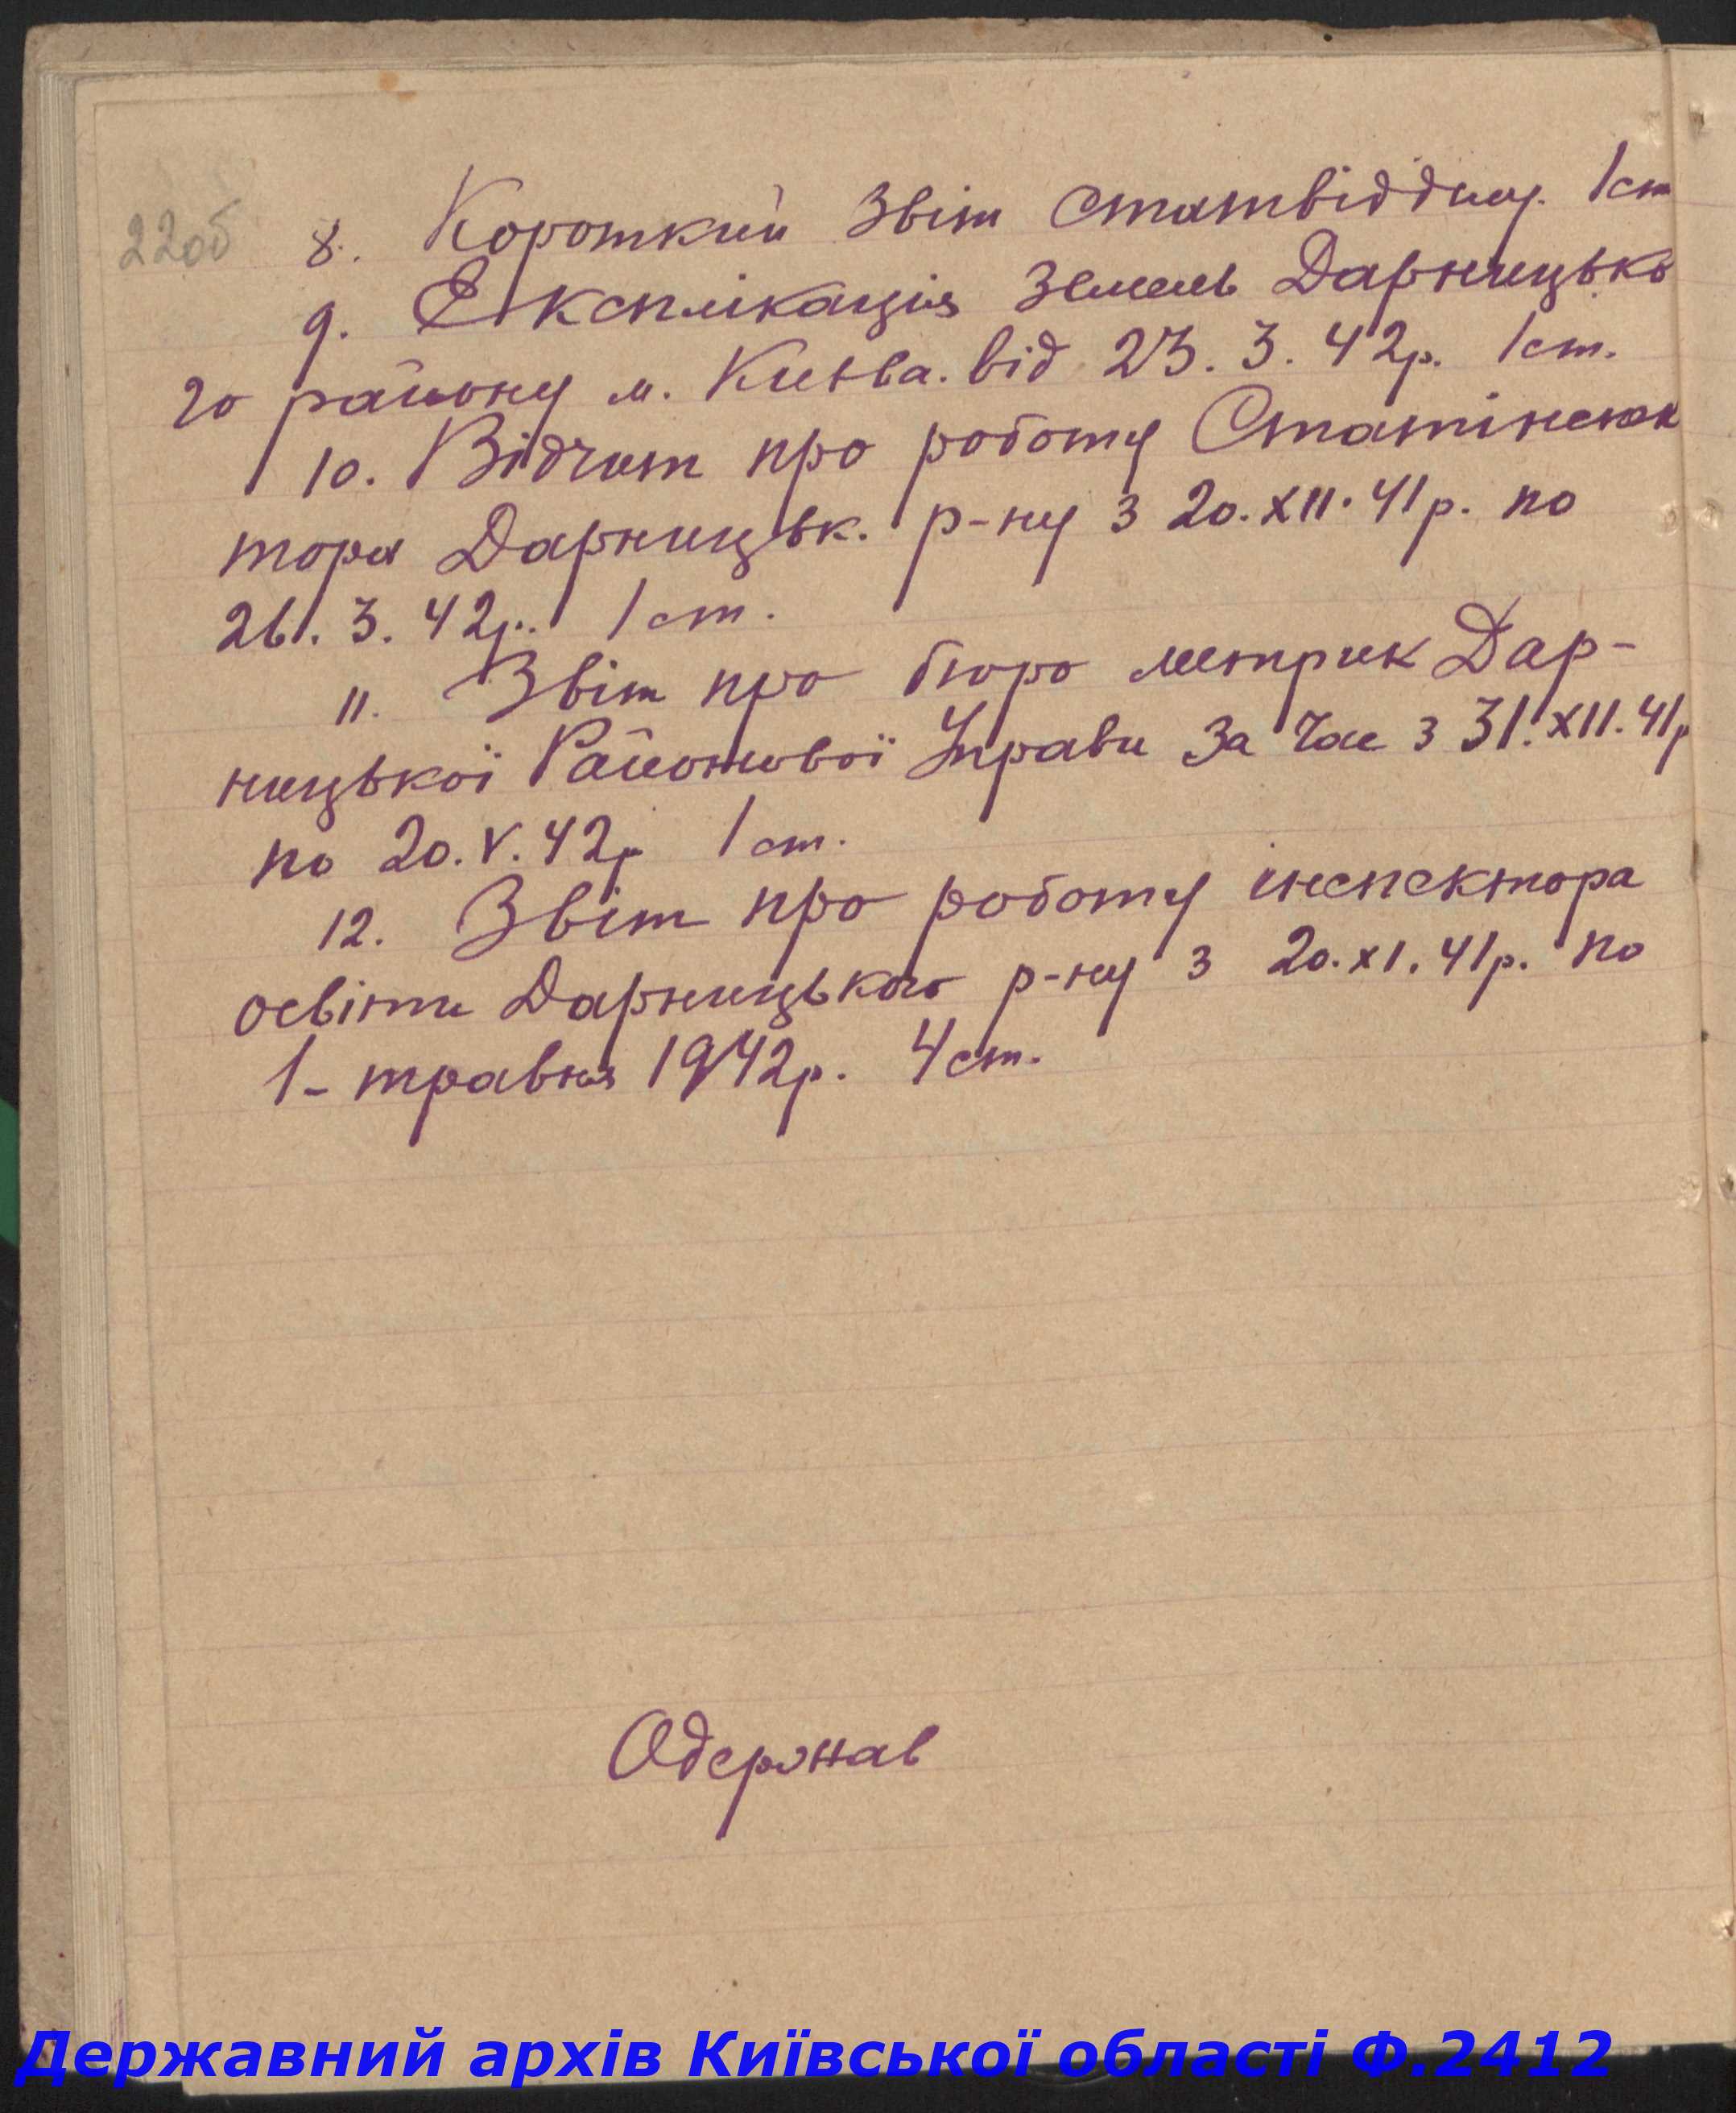 22об
8. Короткий Звіт Статвідділу. 1ст
9. Експлікація Земель Дарницько
го району м. Києва. від 23. 3. 42р. 1ст.
10. Відчит про роботу Статінспек
тора Дарницьк. р-ну з 20.XII.41р. по
26. 3. 42р. 1ст.
11. Звіт про бюро метрик Дар-
ницької Районової Управи За Час з 31.XII.41р
по 20.V.42р 1ст.
12. Звіт про роботу інспектора
освіти Дарницького р-ну з 20.XI.41р. по
1- травня 1942р. 4ст.
Одержав
Державний архів Київської області Ф.2412